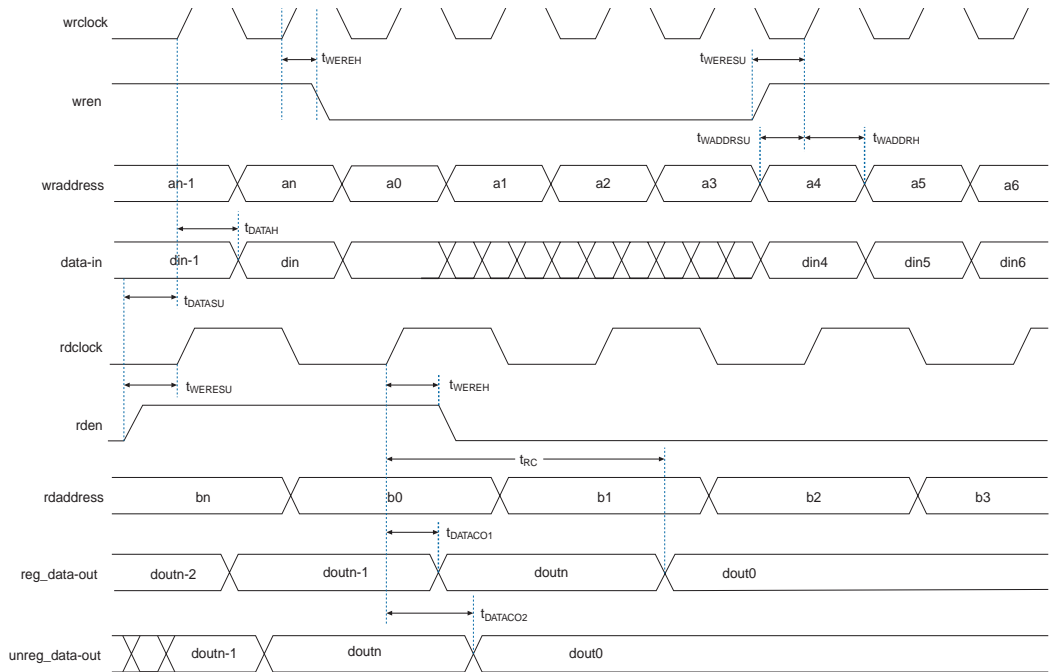 wrclock
tWEREH
tWERESU
wren
tWADDRSU
tWADDRH
wraddress an-1 an a0 a1 a2 a3 a4 a5 a6
tDATAH
data-in din-1 din din4 din5 din6
tDATASU
rdclock
tWERESU
tWEREH
rden
tRC
rdaddress bn b0 b1 b2 b3
tDATACO1
reg_data-out doutn-2 doutn-1 doutn dout0
tDATACO2
unreg_data-out doutn-1 doutn dout0